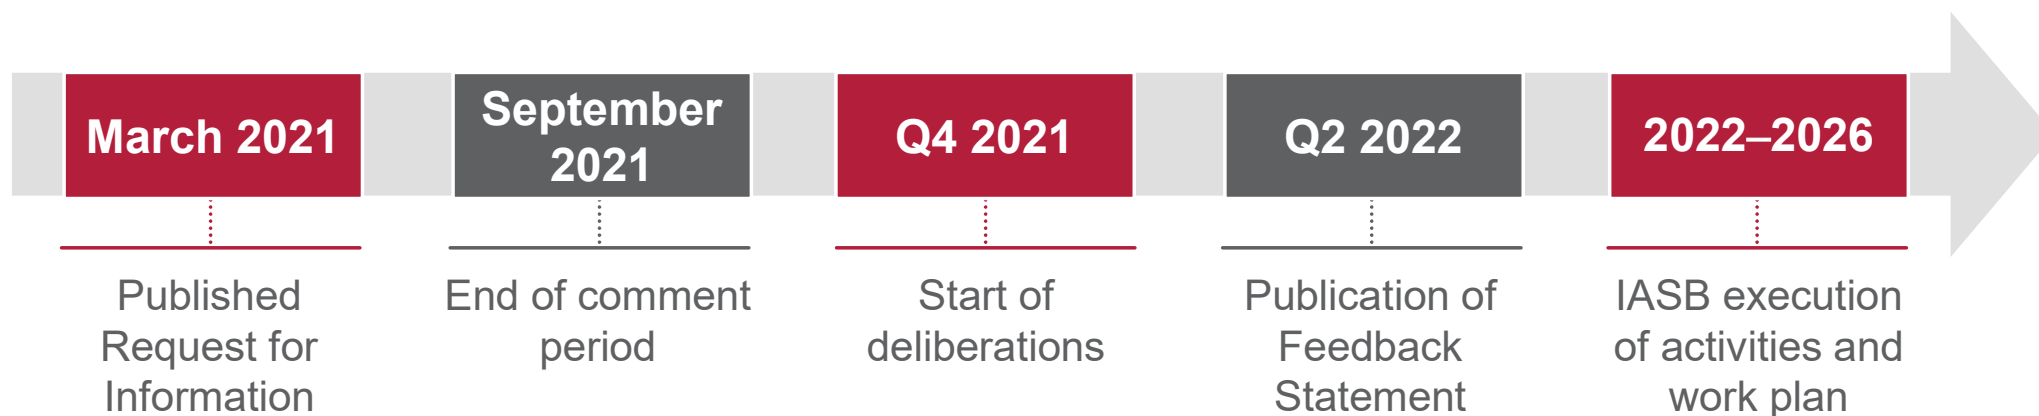 March 2021
September
2021
Q4 2021
Q2 2022
2022–2026
Published
Request for
Information
End of comment
period
Start of
deliberations
Publication of
Feedback
Statement
IASB execution
of activities and
work plan